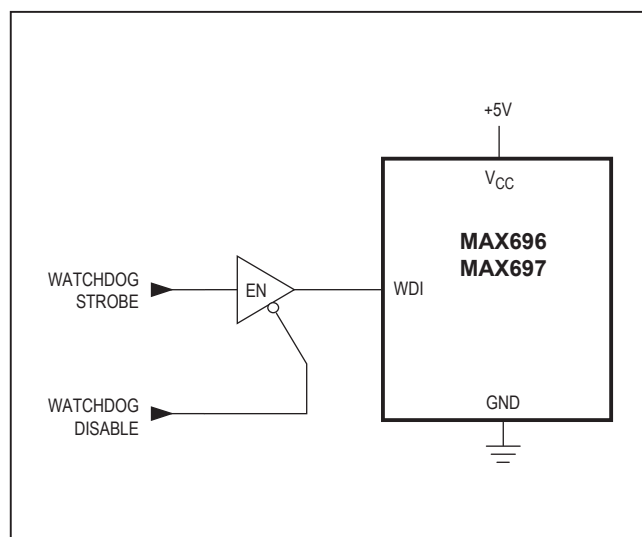 +5V
VCC
MAX696
MAX697
WATCHDOG
STROBE
EN
WDI
WATCHDOG
DISABLE
GND